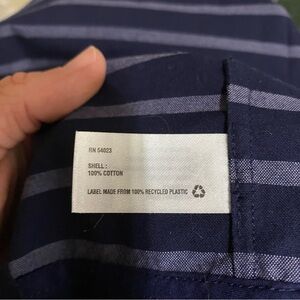 RN 54023
SHELL :
100% COTTON
LABEL MADE FROM 100% RECYCLED PLASTIC